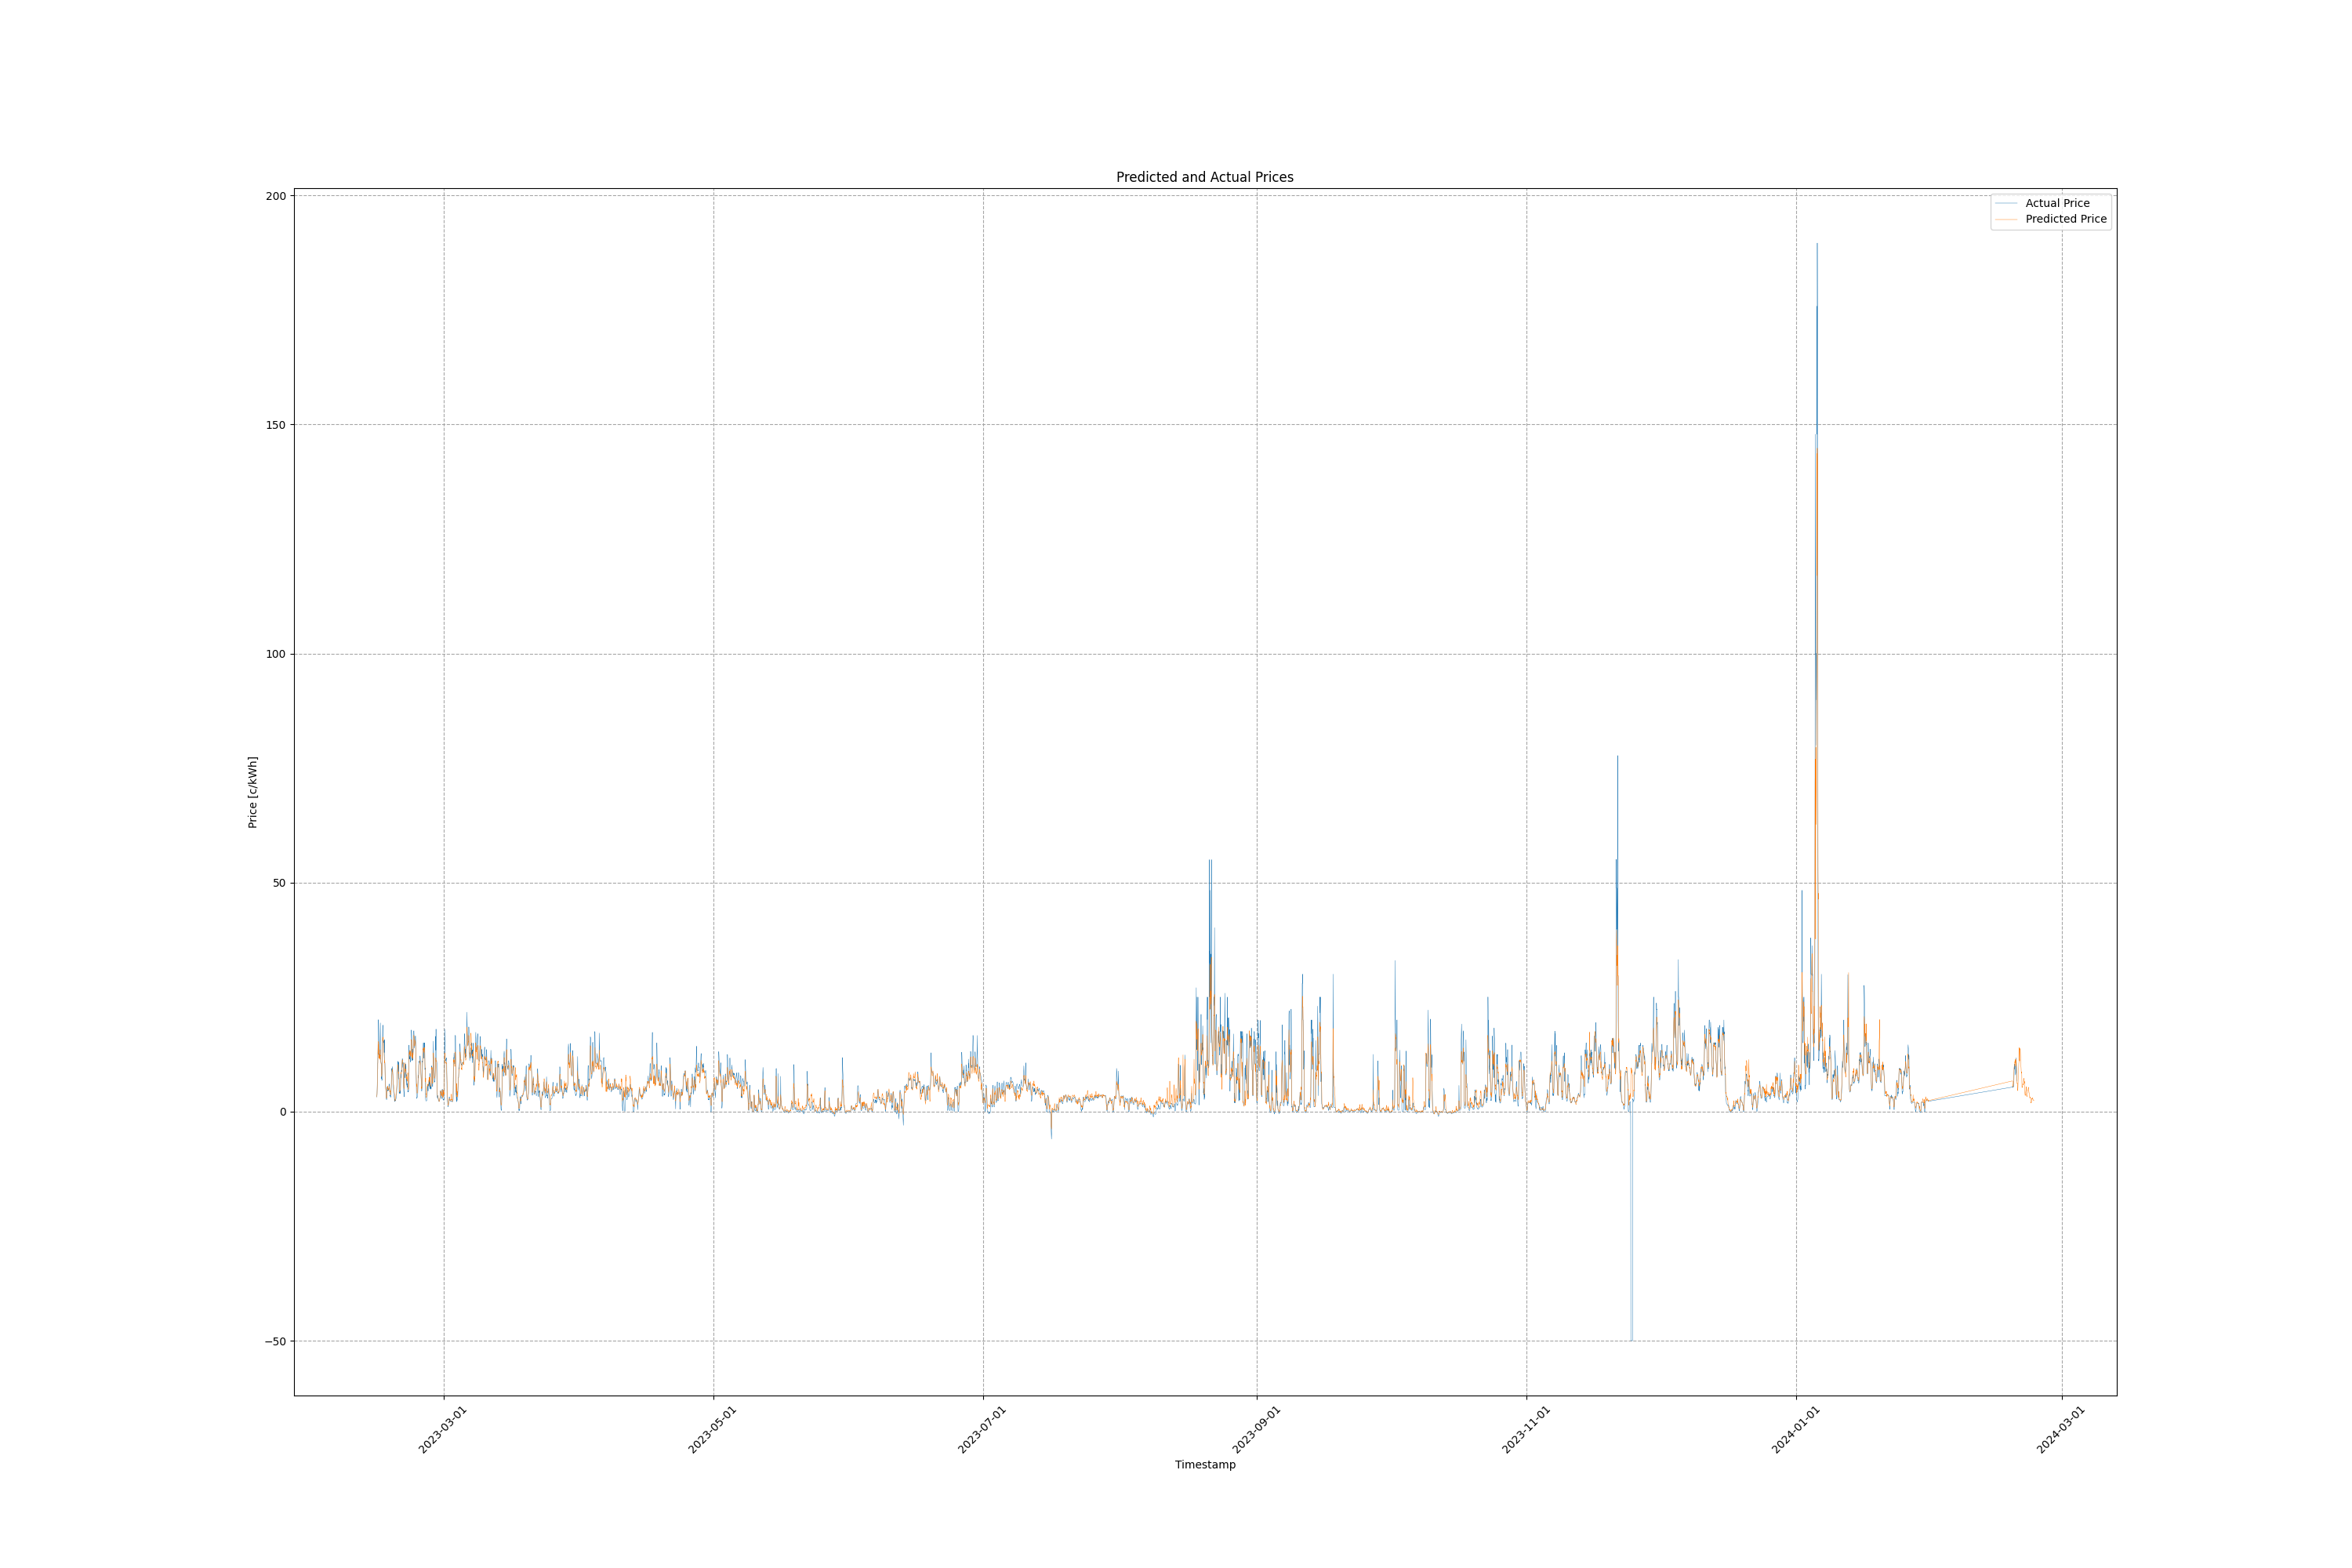 Predicted and Actual Prices
Actual Price
Predicted Price
200
150
100
50
0
−50
Price [c/kWh]
2023-03-01
2023-05-01
2023-07-01
2023-09-01
2023-11-01
2024-01-01
2024-03-01
Timestamp